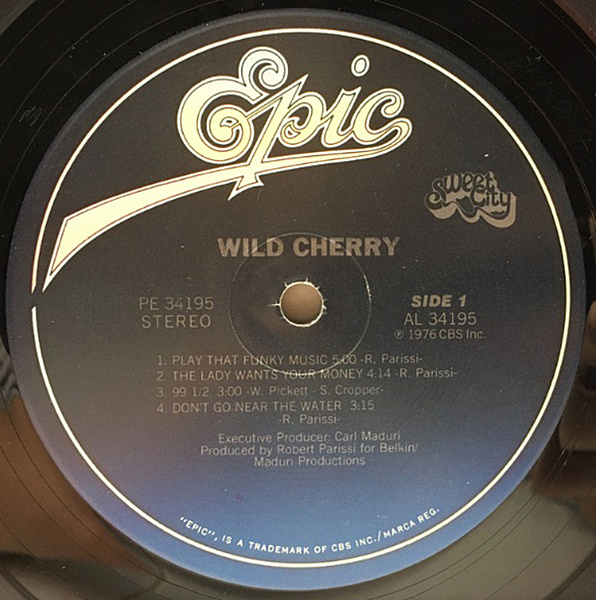 Epic
Sweet City
WILD CHERRY
PE 34195
STEREO
SIDE 1
AL 34195
℗ 1976 CBS Inc.
1. PLAY THAT FUNKY MUSIC 5:00 -R. Parissi-
2. THE LADY WANTS YOUR MONEY 4:14 -R. Parissi-
3. 99 1/2 3:00 -W. Pickett - S. Cropper-
4. DON'T GO NEAR THE WATER 3:15
-R. Parissi-
Executive Producer: Carl Maduri
Produced by Robert Parissi for Belkin/
Maduri Productions
"EPIC", IS A TRADEMARK OF CBS INC./MARCA REG.